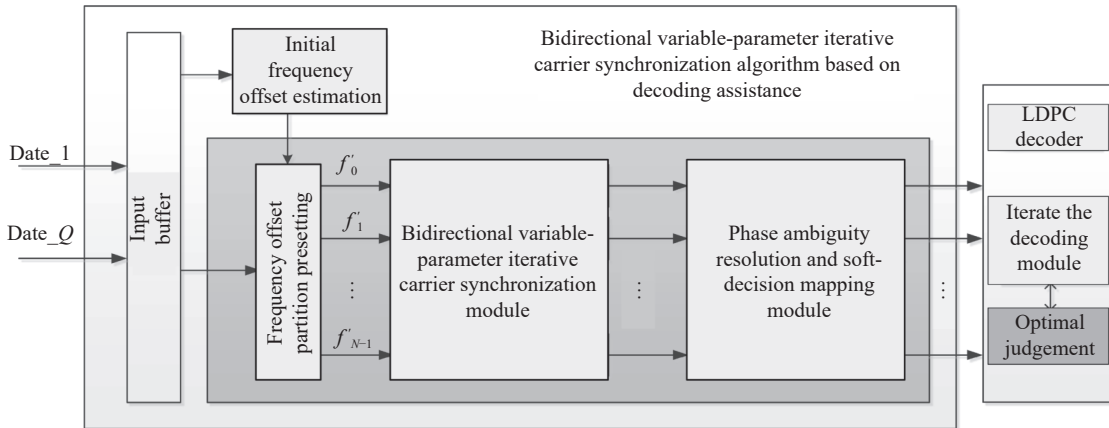 Initial
frequency
offset estimation
Bidirectional variable-parameter iterative
carrier synchronization algorithm based on
decoding assistance
Date_1
Date_Q
Input
buffer
Frequency offset
partition presetting
f'_0
f'_1
⋮
f'_{N−1}
Bidirectional variable-
parameter iterative
carrier synchronization
module
⋮
Phase ambiguity
resolution and soft-
decision mapping
module
⋮
LDPC
decoder
Iterate the
decoding
module
Optimal
judgement